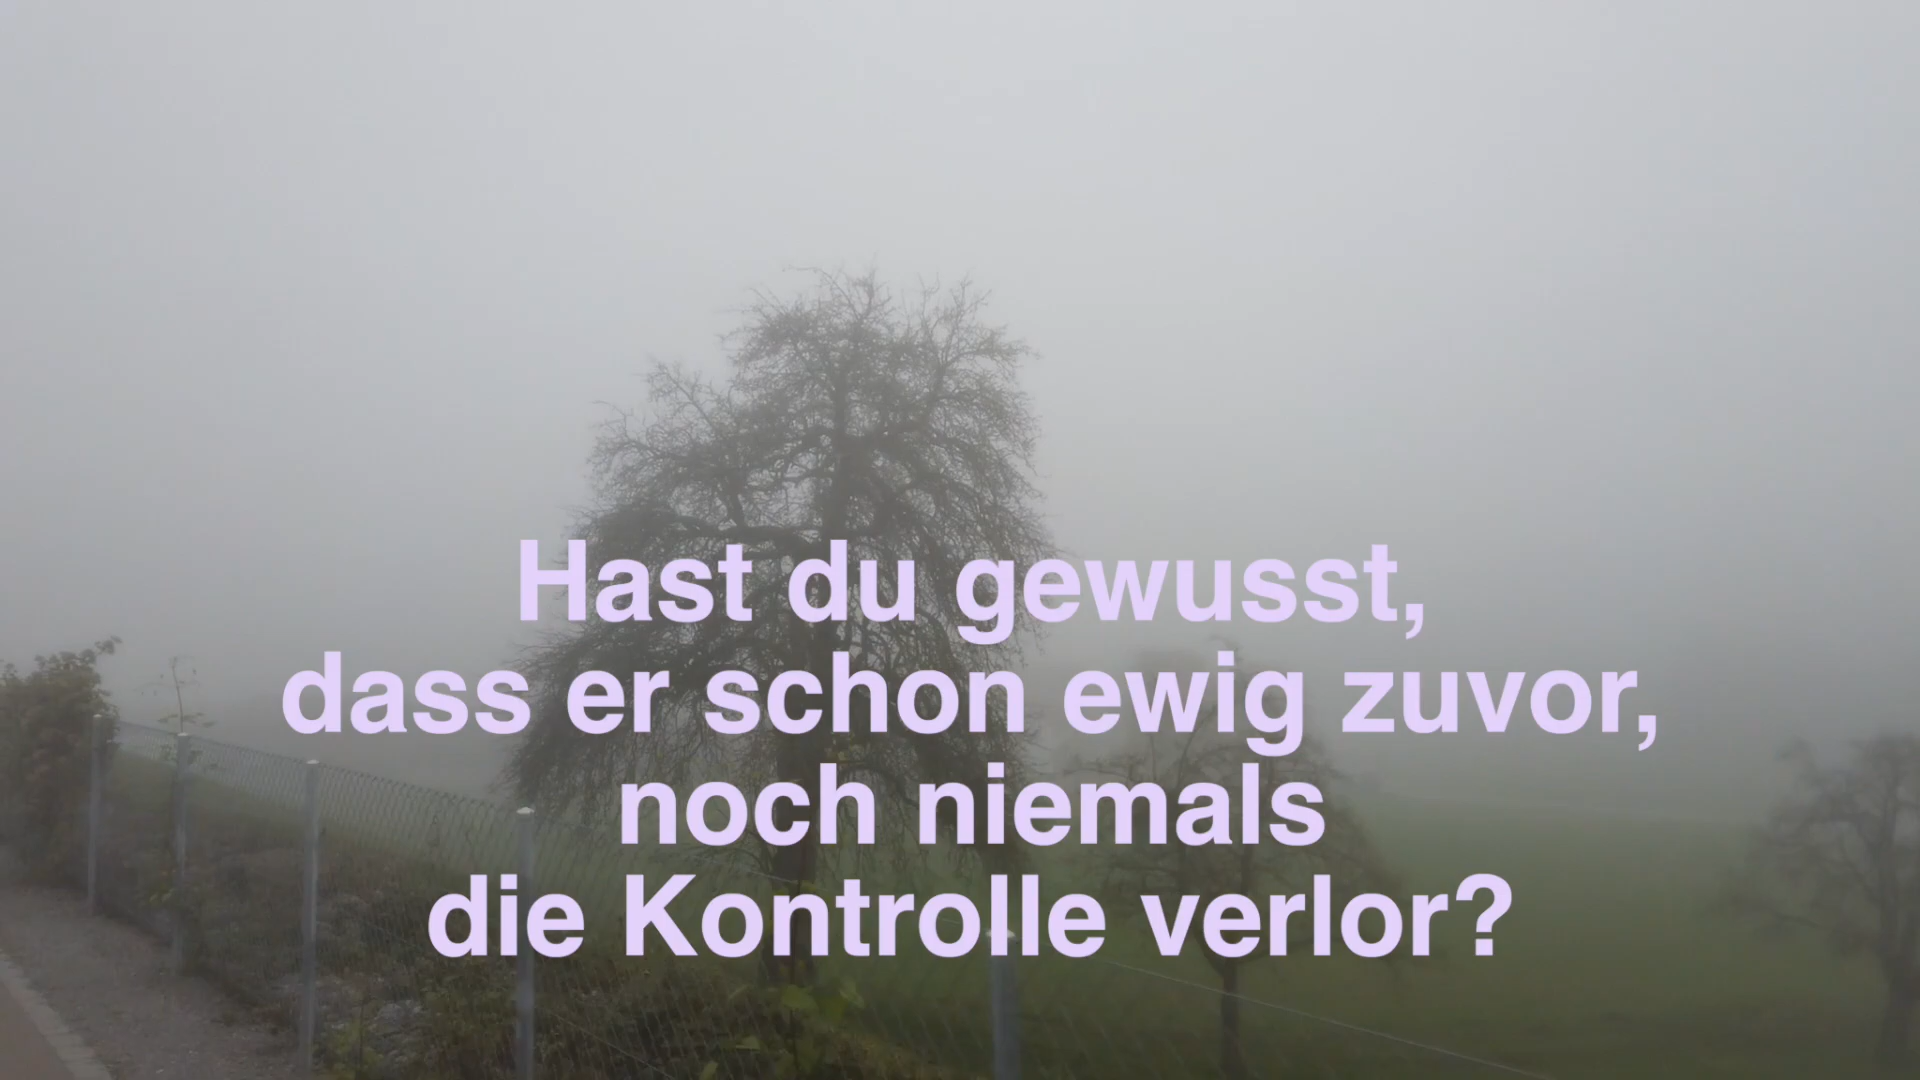 Hast du gewusst,
dass er schon ewig zuvor,
noch niemals
die Kontrolle verlor?